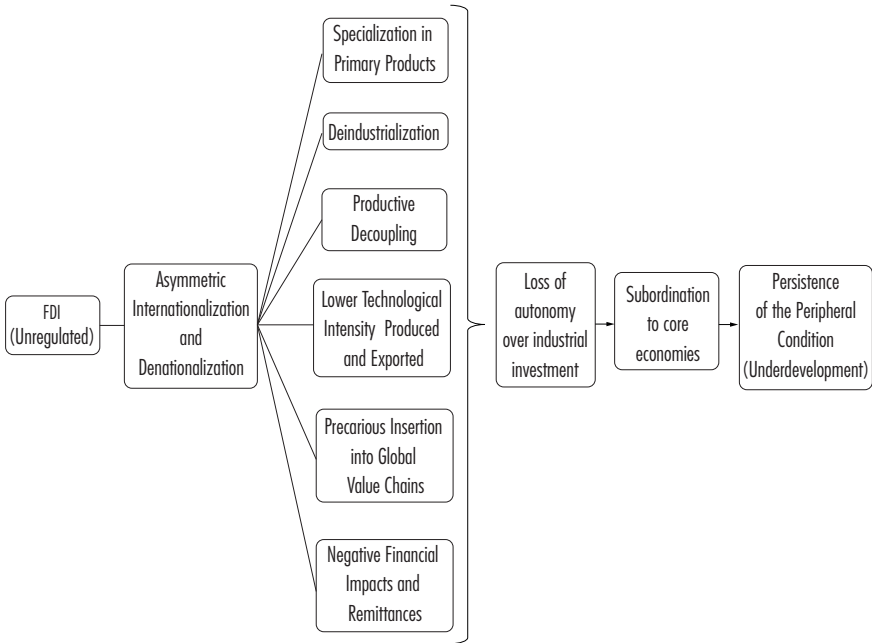 FDI
(Unregulated)
Asymmetric
Internationalization
and
Denationalization
Specialization in
Primary Products
Deindustrialization
Productive
Decoupling
Lower Technological
Intensity Produced
and Exported
Precarious Insertion
into Global
Value Chains
Negative Financial
Impacts and
Remittances
Loss of
autonomy
over industrial
investment
Subordination
to core
economies
Persistence
of the Peripheral
Condition
(Underdevelopment)